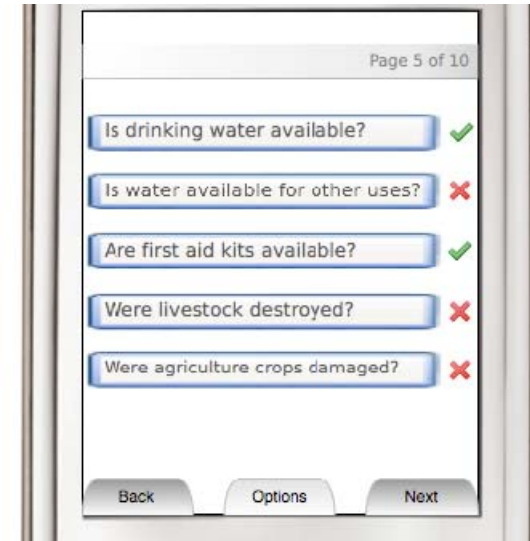 Page 5 of 10
Is drinking water available?
Is water available for other uses?
Are first aid kits available?
Were livestock destroyed?
Were agriculture crops damaged?
Back Options Next